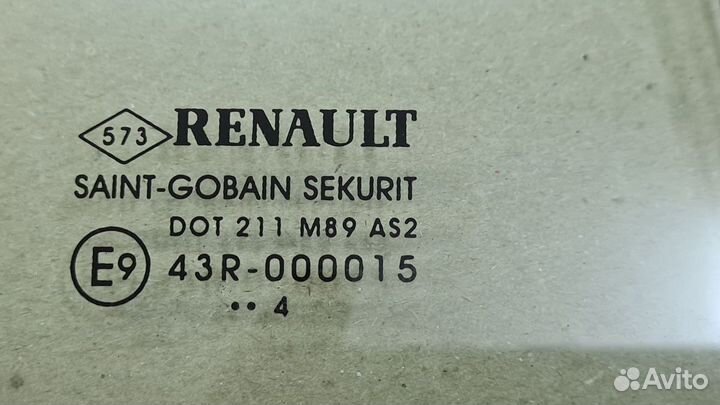 573 RENAULT
SAINT-GOBAIN SEKURIT
DOT 211 M89 AS2
E9 43R-000015
•• 4
Avito